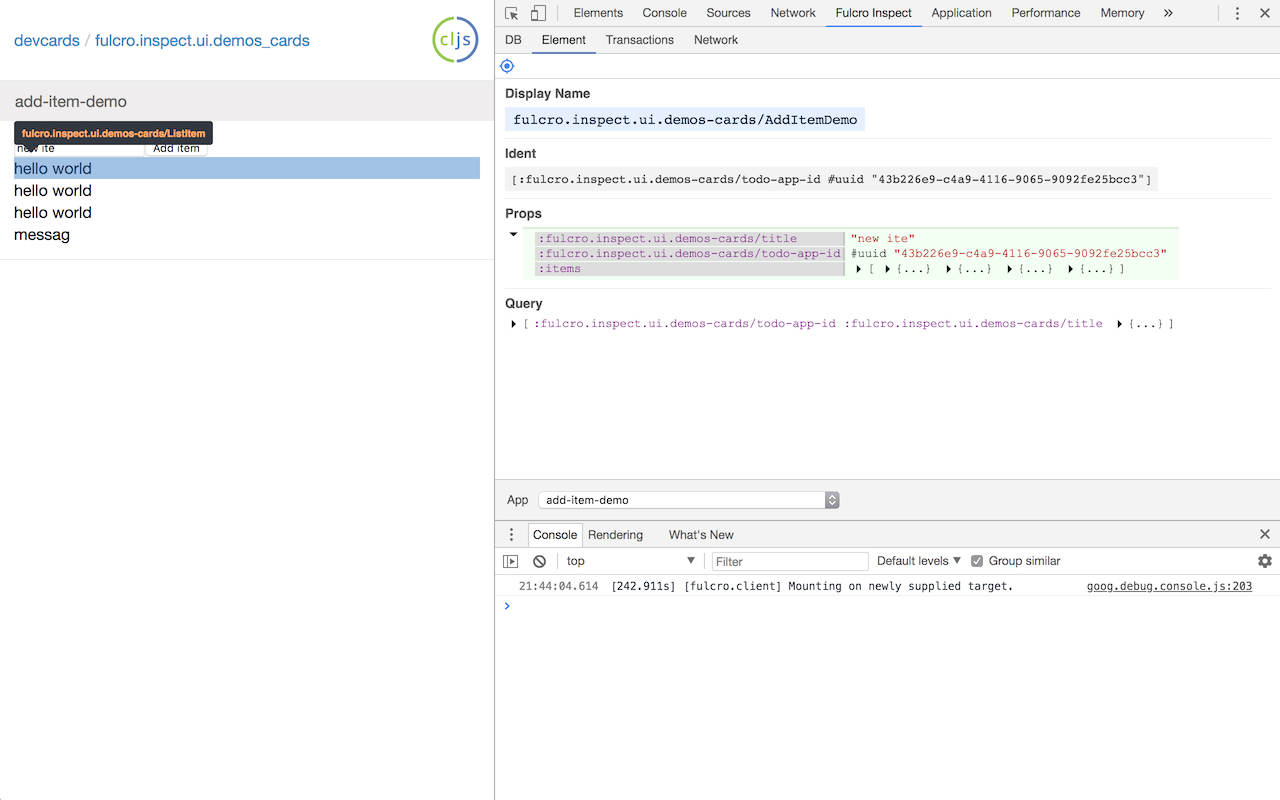 devcards / fulcro.inspect.ui.demos_cards
cljs
add-item-demo
fulcro.inspect.ui.demos-cards/ListItem
new ite Add item
hello world
hello world
hello world
messag
Elements Console Sources Network Fulcro Inspect Application Performance Memory »
DB Element Transactions Network
Display Name
fulcro.inspect.ui.demos-cards/AddItemDemo
Ident
[:fulcro.inspect.ui.demos-cards/todo-app-id #uuid "43b226e9-c4a9-4116-9065-9092fe25bcc3"]
Props
:fulcro.inspect.ui.demos-cards/title "new ite"
:fulcro.inspect.ui.demos-cards/todo-app-id #uuid "43b226e9-c4a9-4116-9065-9092fe25bcc3"
:items [ {...} {...} {...} {...} ]
Query
[ :fulcro.inspect.ui.demos-cards/todo-app-id :fulcro.inspect.ui.demos-cards/title {...} ]
App add-item-demo
Console Rendering What's New
top Filter Default levels Group similar
21:44:04.614 [242.911s] [fulcro.client] Mounting on newly supplied target. goog.debug.console.js:203